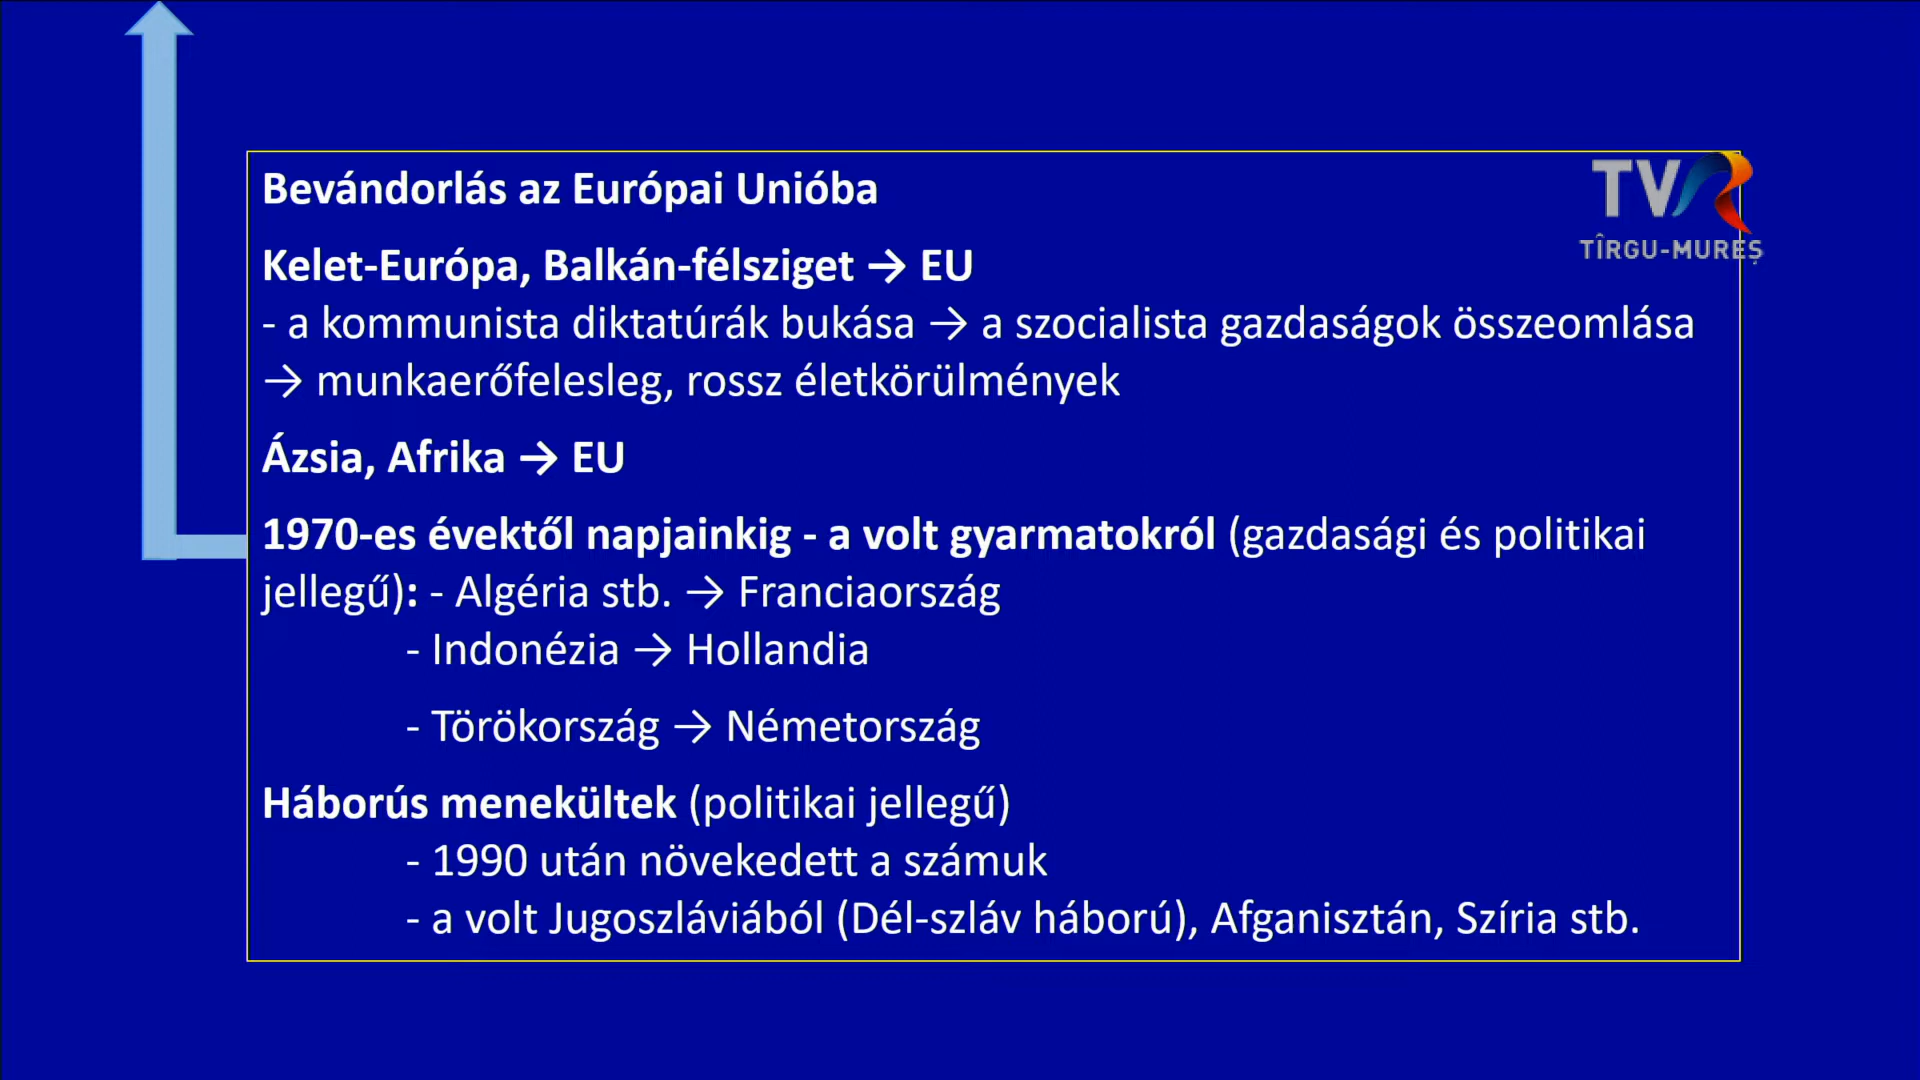 Bevándorlás az Európai Unióba
TVR
TÎRGU-MUREȘ
Kelet-Európa, Balkán-félsziget → EU
- a kommunista diktatúrák bukása → a szocialista gazdaságok összeomlása
→ munkaerőfelesleg, rossz életkörülmények
Ázsia, Afrika → EU
1970-es évektől napjainkig - a volt gyarmatokról (gazdasági és politikai
jellegű): - Algéria stb. → Franciaország
- Indonézia → Hollandia
- Törökország → Németország
Háborús menekültek (politikai jellegű)
- 1990 után növekedett a számuk
- a volt Jugoszláviából (Dél-szláv háború), Afganisztán, Szíria stb.